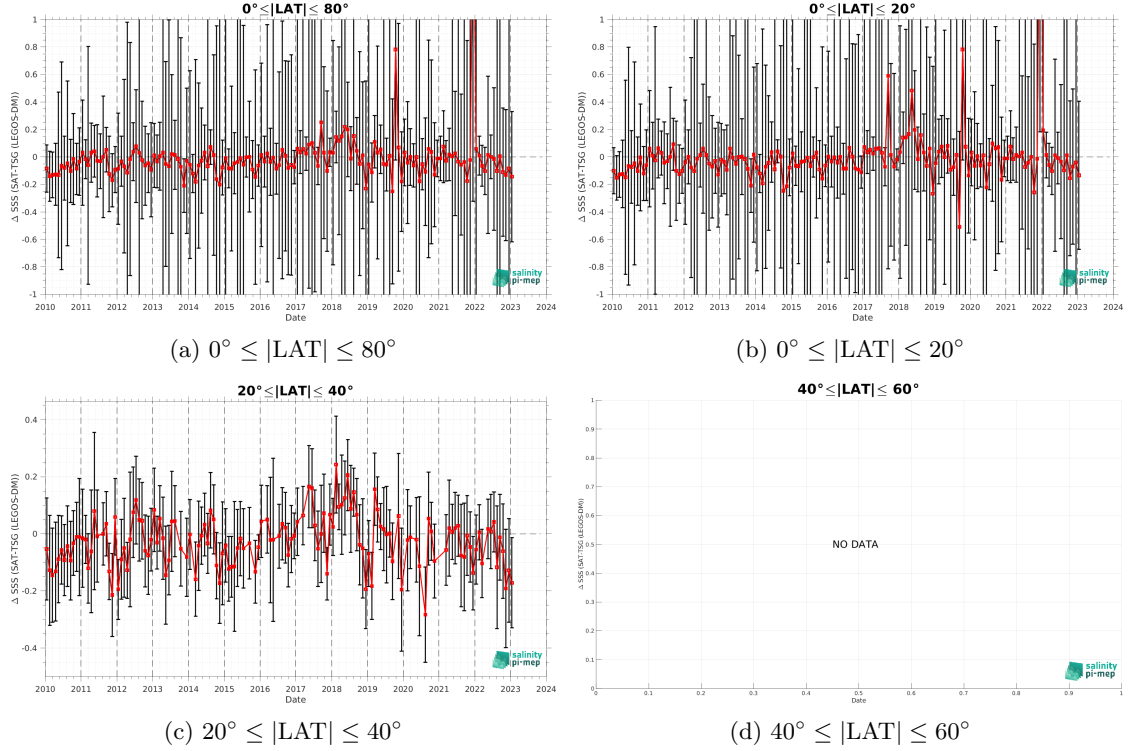 0°≤|LAT|≤ 80°
Δ SSS (SAT-TSG (LEGOS-DM))
1
0.8
0.6
0.4
0.2
0
-0.2
-0.4
-0.6
-0.8
-1
2010 2011 2012 2013 2014 2015 2016 2017 2018 2019 2020 2021 2022 2023 2024
Date
salinity
pi-mep
(a) 0° ≤ |LAT| ≤ 80°
0°≤|LAT|≤ 20°
Δ SSS (SAT-TSG (LEGOS-DM))
1
0.8
0.6
0.4
0.2
0
-0.2
-0.4
-0.6
-0.8
-1
2010 2011 2012 2013 2014 2015 2016 2017 2018 2019 2020 2021 2022 2023 2024
Date
salinity
pi-mep
(b) 0° ≤ |LAT| ≤ 20°
20°≤|LAT|≤ 40°
Δ SSS (SAT-TSG (LEGOS-DM))
0.4
0.2
0
-0.2
-0.4
2010 2011 2012 2013 2014 2015 2016 2017 2018 2019 2020 2021 2022 2023 2024
Date
salinity
pi-mep
(c) 20° ≤ |LAT| ≤ 40°
40°≤|LAT|≤ 60°
Δ SSS (SAT-TSG (LEGOS-DM))
1
0.9
0.8
0.7
0.6
0.5
0.4
0.3
0.2
0.1
0
NO DATA
0 0.1 0.2 0.3 0.4 0.5 0.6 0.7 0.8 0.9 1
Date
salinity
pi-mep
(d) 40° ≤ |LAT| ≤ 60°